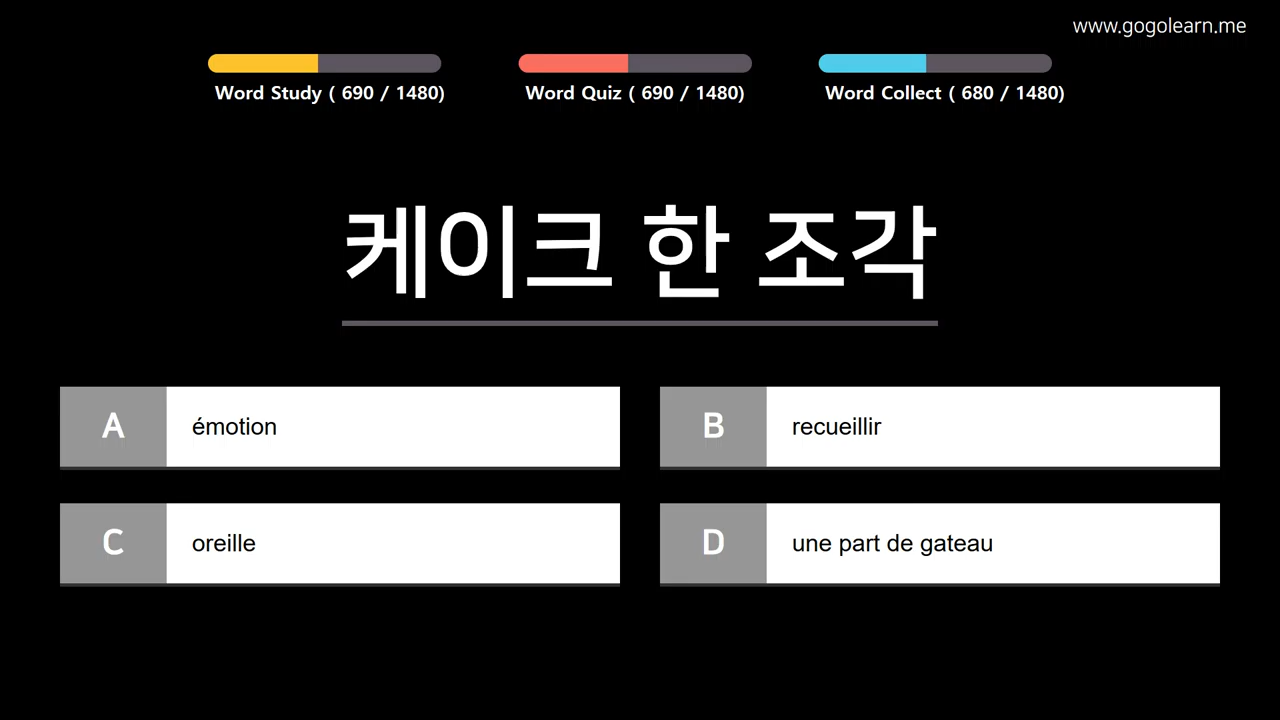 www.gogolearn.me
Word Study ( 690 / 1480)
Word Quiz ( 690 / 1480)
Word Collect ( 680 / 1480)
케이크 한 조각
A émotion
B recueillir
C oreille
D une part de gateau